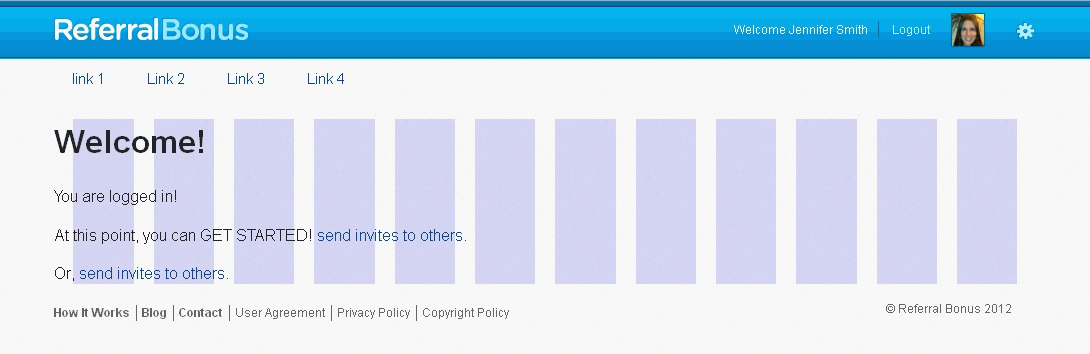 ReferralBonus
Welcome Jennifer Smith | Logout
link 1 Link 2 Link 3 Link 4
Welcome!
You are logged in!
At this point, you can GET STARTED! send invites to others.
Or, send invites to others.
How It Works | Blog | Contact | User Agreement | Privacy Policy | Copyright Policy
© Referral Bonus 2012